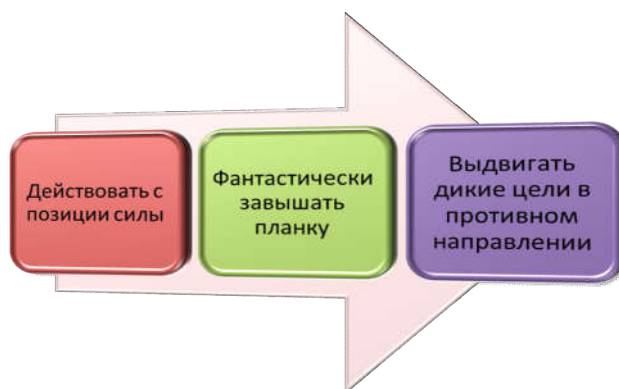 Действовать с
позиции силы
Фантастически
завышать
планку
Выдвигать
дикие цели в
противном
направлении